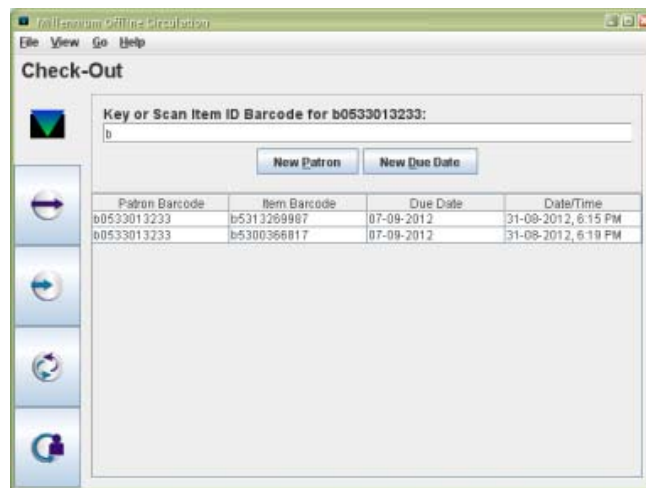 Millennium Offline Circulation
File View Go Help
Check-Out
Key or Scan Item ID Barcode for b0533013233:
b
New Patron New Due Date
Patron Barcode Item Barcode Due Date Date/Time
b0533013233 b5313269987 07-09-2012 31-08-2012, 6:15 PM
b0533013233 b5300366817 07-09-2012 31-08-2012, 6:19 PM